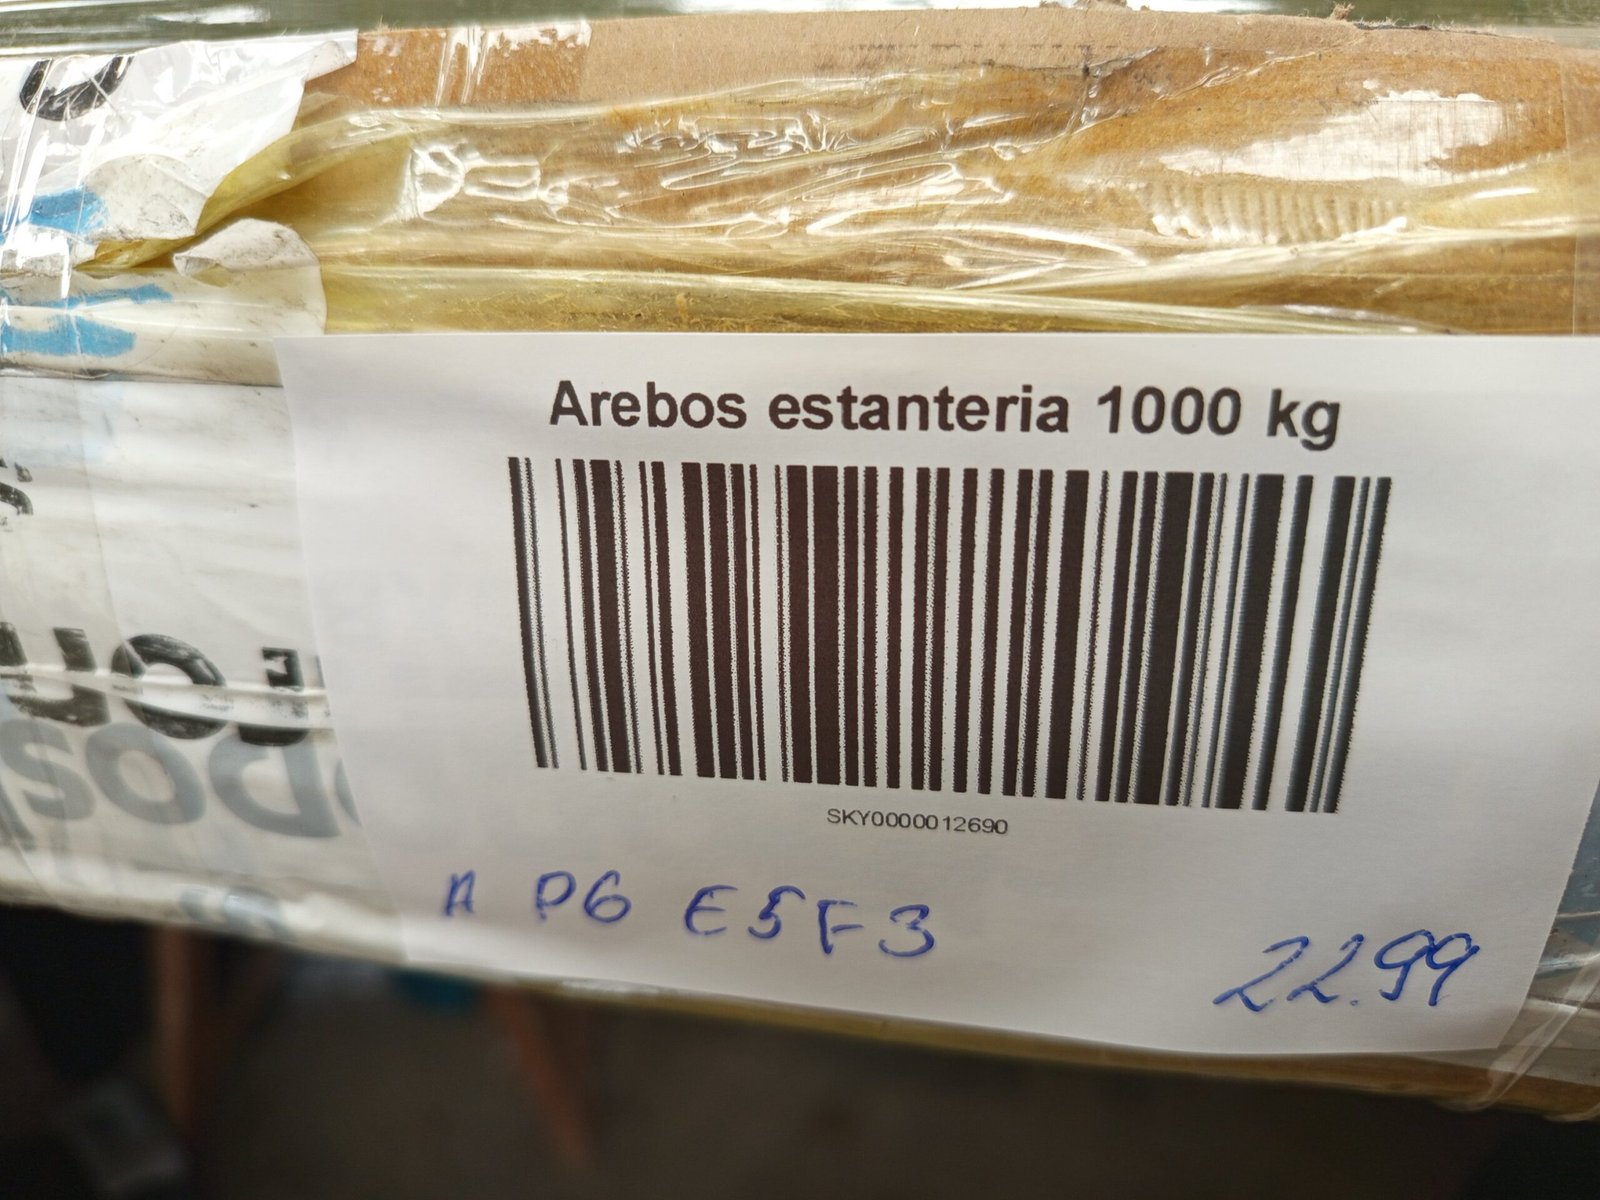 Arebos estanteria 1000 kg
SKY0000012690
A P6 E5F3
22.99